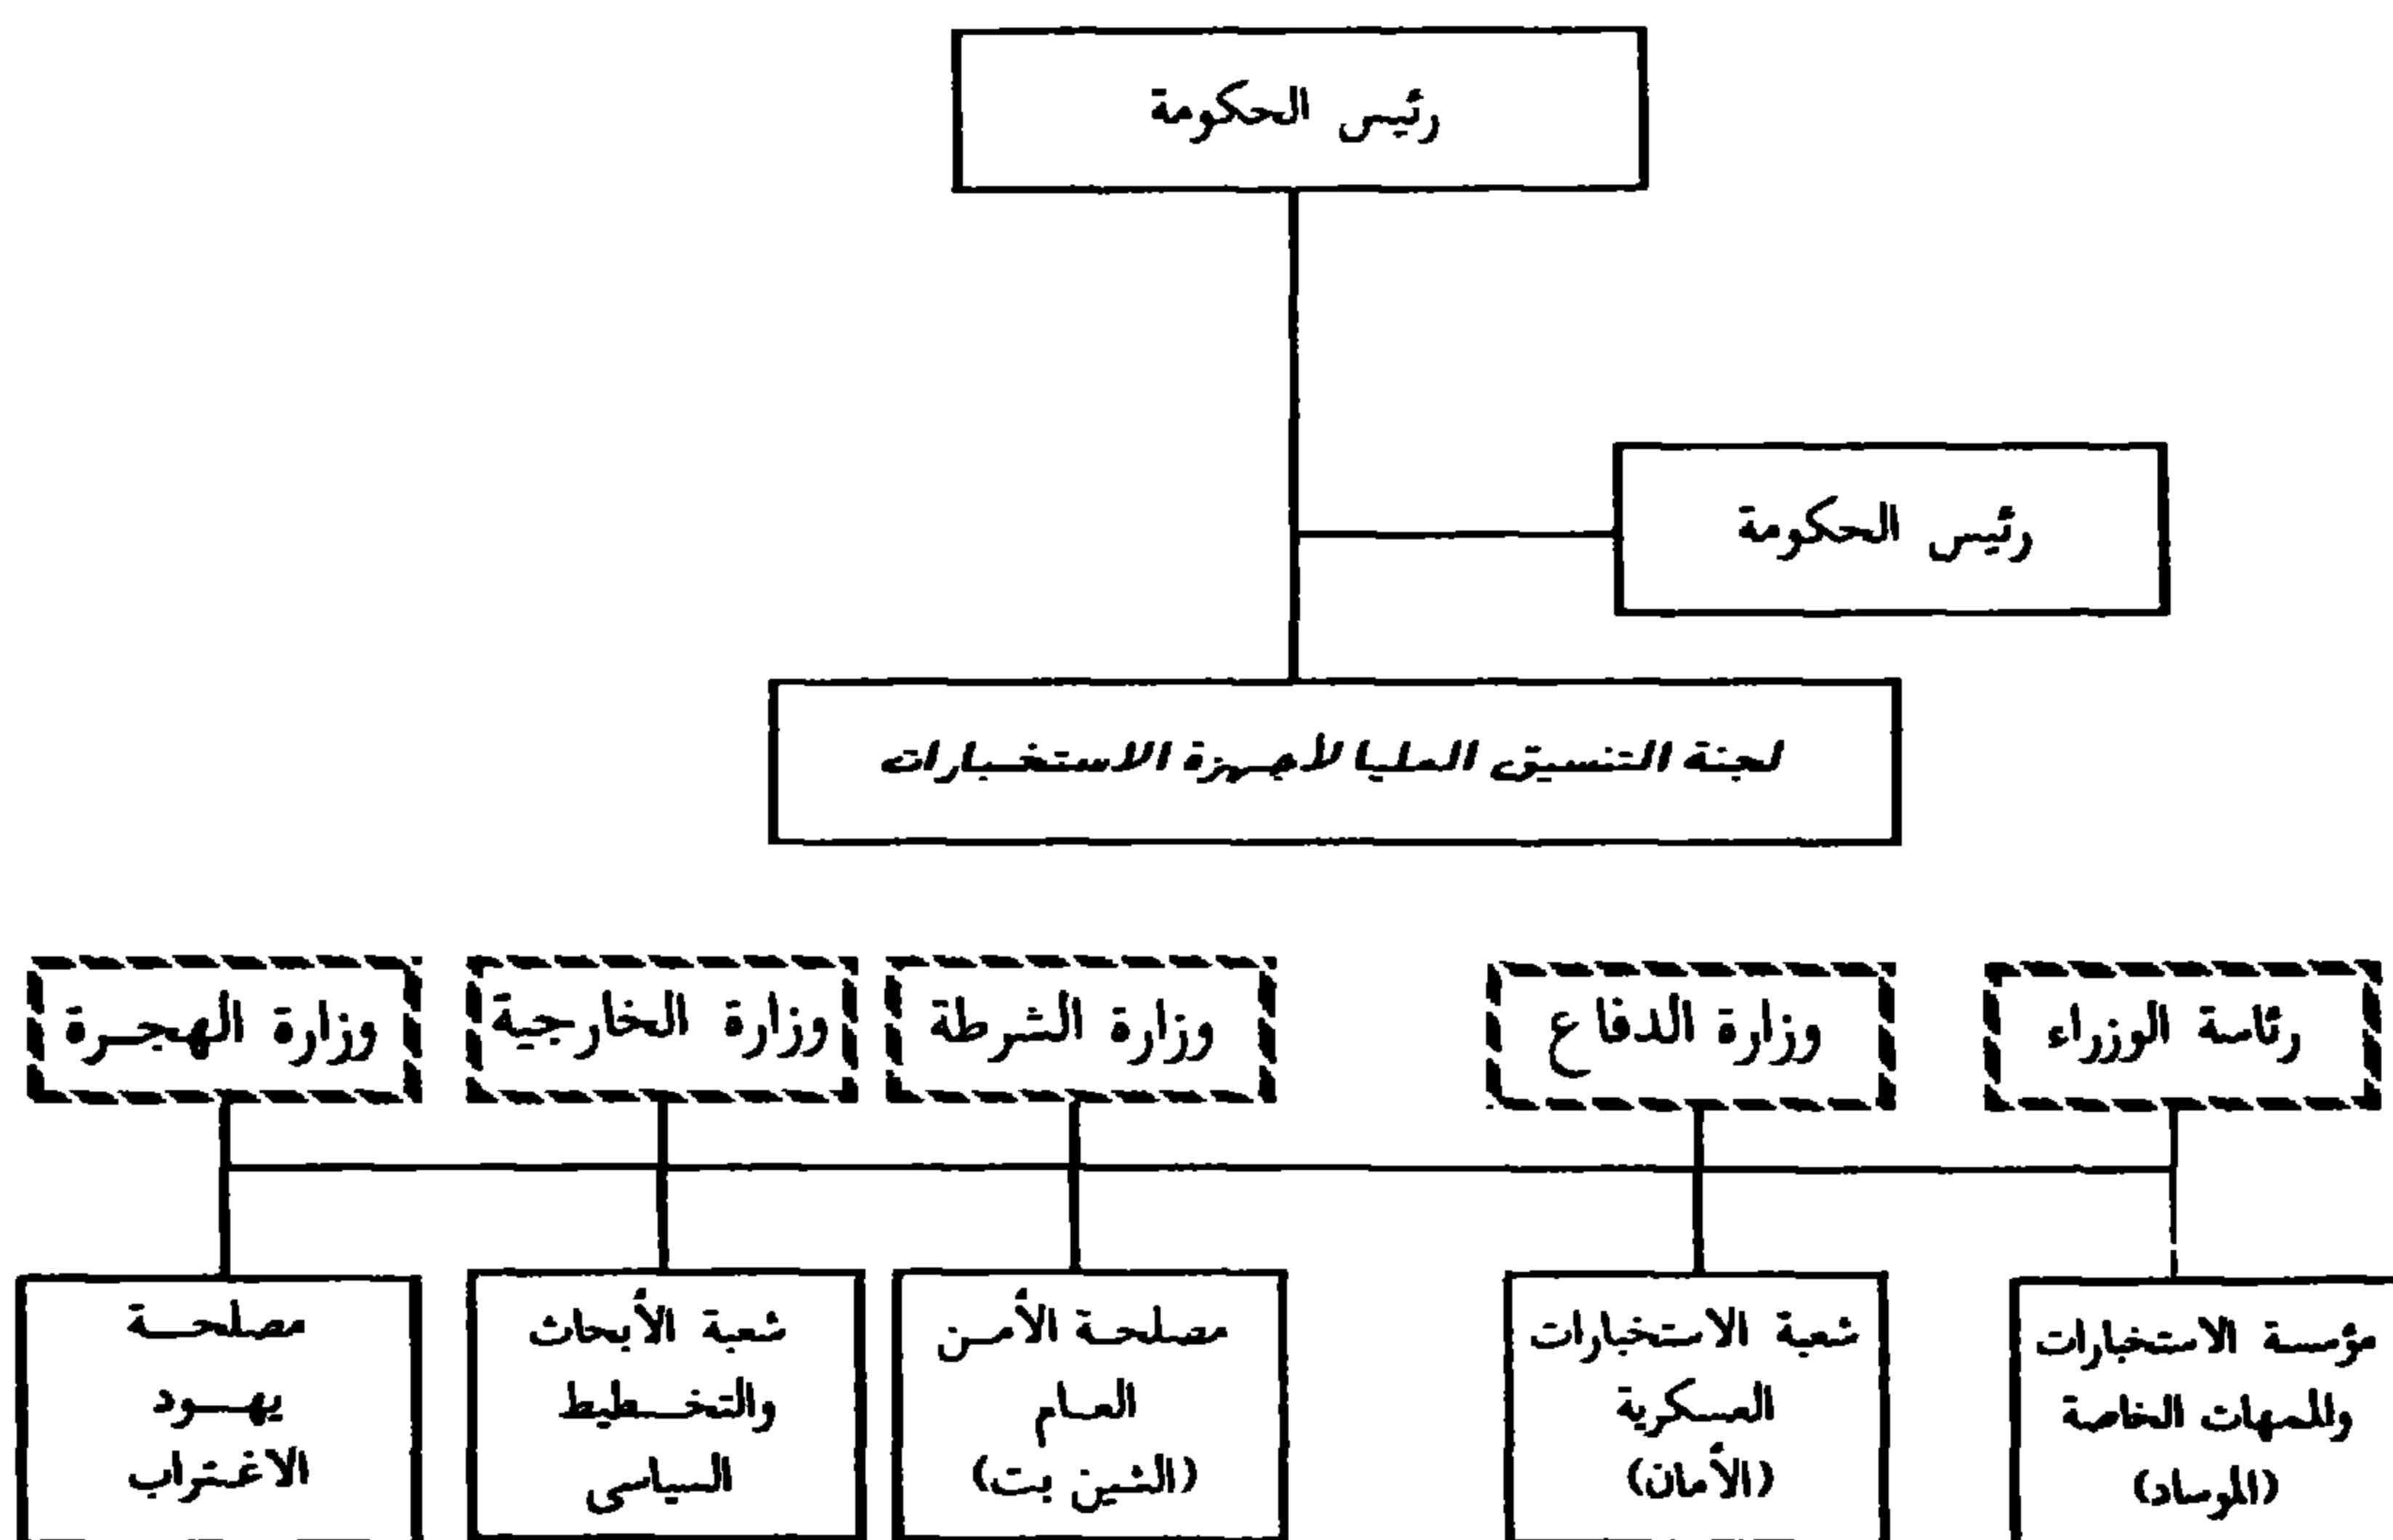 رئيس الحكومة
رئيس الحكومة
لجنة التنسيق العليا لأجهزة الاستخبارات
رئاسة الوزراء
وزارة الدفاع
وزارة الشرطة
وزارة الخارجية
وزارة الهجرة
مؤسسة الاستخبارات
وللمهات الخاصة
(الموساد)
شعبة الاستخبارات
العسكرية
(الأمان)
مصلحة الأمن
العام
(الشين بت)
شعبة الأبحاث
والتخطيط
السياسي
مصلحة
يهود
الاغتراب